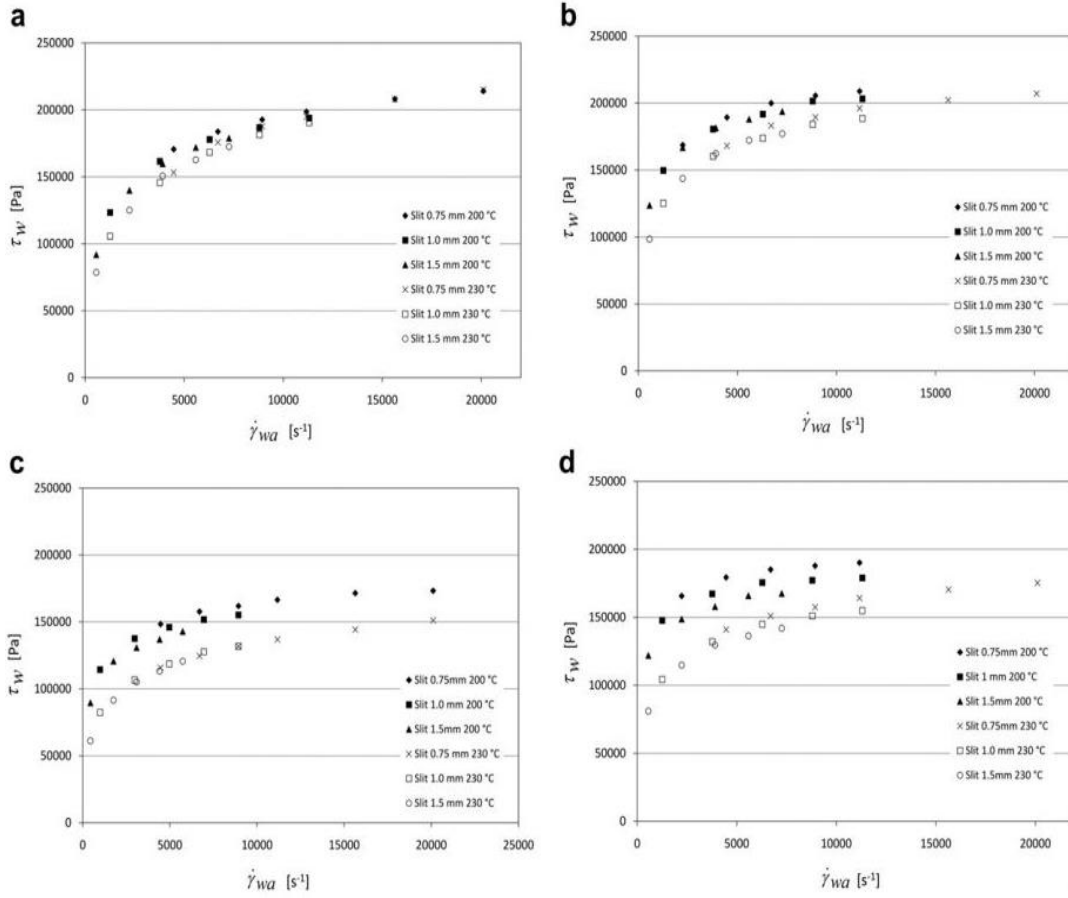 a
250000
200000
150000
100000
50000
0
τw [Pa]
0 5000 10000 15000 20000
γ̇wa [s-1]
Slit 0.75 mm 200 °C
Slit 1.0 mm 200 °C
Slit 1.5 mm 200 °C
Slit 0.75 mm 230 °C
Slit 1.0 mm 230 °C
Slit 1.5 mm 230 °C
b
250000
200000
150000
100000
50000
0
τw [Pa]
0 5000 10000 15000 20000
γ̇wa [s-1]
Slit 0.75 mm 200 °C
Slit 1.0 mm 200 °C
Slit 1.5 mm 200 °C
Slit 0.75 mm 230 °C
Slit 1.0 mm 230 °C
Slit 1.5 mm 230 °C
c
250000
200000
150000
100000
50000
0
τw [Pa]
0 5000 10000 15000 20000 25000
γ̇wa [s-1]
Slit 0.75mm 200 °C
Slit 1.0 mm 200 °C
Slit 1.5mm 200 °C
Slit 0.75 mm 230 °C
Slit 1.0 mm 230 °C
Slit 1.5 mm 230 °C
d
250000
200000
150000
100000
50000
0
τw [Pa]
0 5000 10000 15000 20000
γ̇wa [s-1]
Slit 0.75mm 200 °C
Slit 1 mm 200 °C
Slit 1.5mm 200 °C
Slit 0.75mm 230 °C
Slit 1.0 mm 230 °C
Slit 1.5mm 230 °C